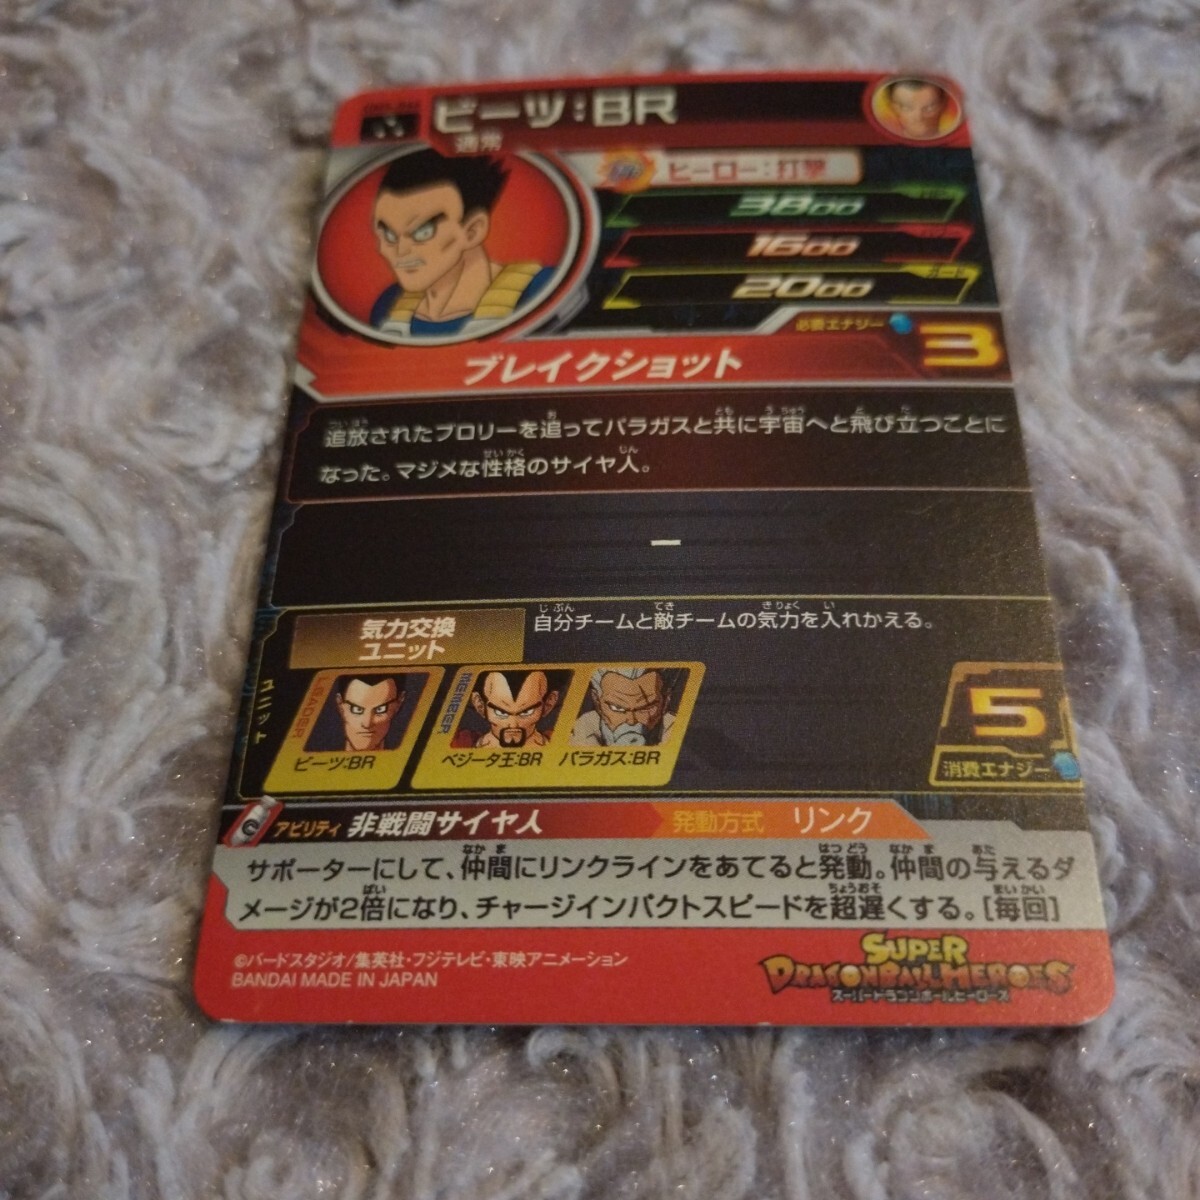 ビーツ:BR
通常
ヒーロー:打撃
3800
1600
2000
ガード
必要エナジー
3
ブレイクショット
追放されたブロリーを追ってパラガスと共に宇宙へと飛び立つことに
なった。マジメな性格のサイヤ人。
ー
気力交換
ユニット
自分チームと敵チームの気力を入れかえる。
ユニット
LEADER
ビーツ:BR
MEMBER
ベジータ王:BR
パラガス:BR
5
消費エナジー
アビリティ 非戦闘サイヤ人
発動方式 リンク
サポーターにして、仲間にリンクラインをあてると発動。仲間の与えるダ
メージが2倍になり、チャージインパクトスピードを超遅くする。[毎回]
©バードスタジオ/集英社・フジテレビ・東映アニメーション
BANDAI MADE IN JAPAN
SUPER
DRAGONBALL HEROES
スーパードラゴンボールヒーローズ